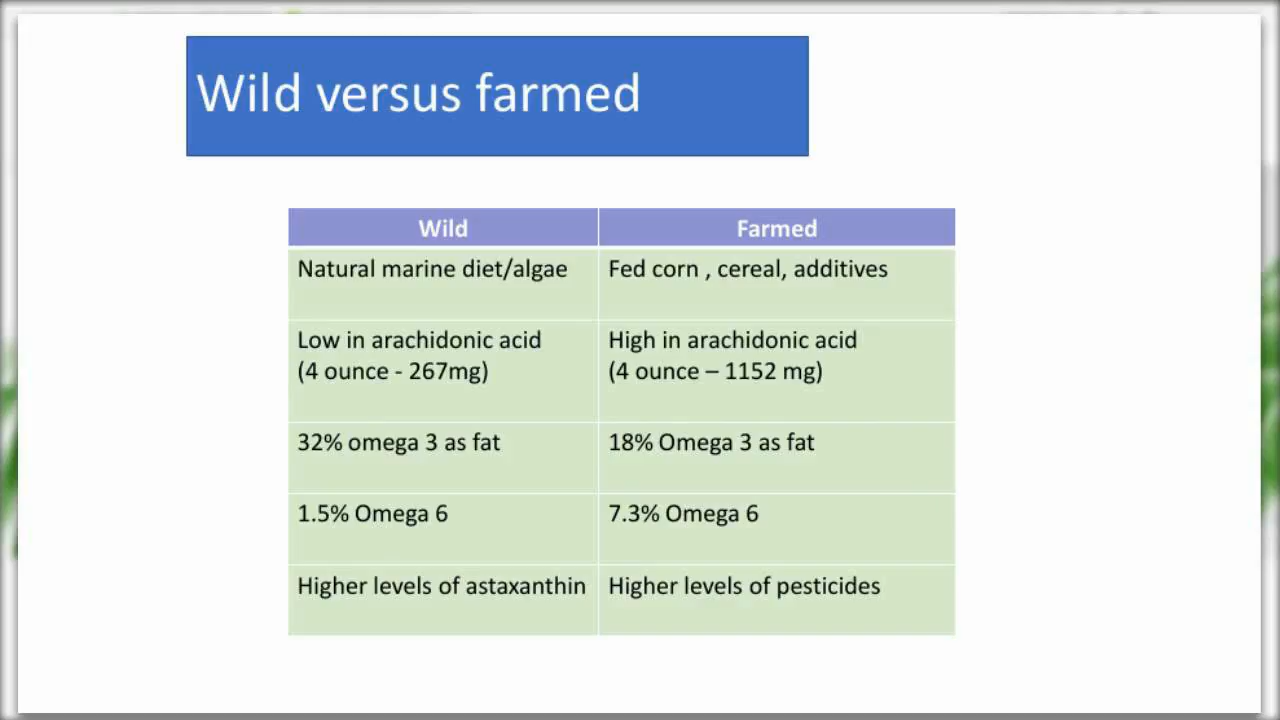 Wild versus farmed
Wild Farmed
Natural marine diet/algae Fed corn , cereal, additives
Low in arachidonic acid High in arachidonic acid
(4 ounce - 267mg) (4 ounce – 1152 mg)
32% omega 3 as fat 18% Omega 3 as fat
1.5% Omega 6 7.3% Omega 6
Higher levels of astaxanthin Higher levels of pesticides